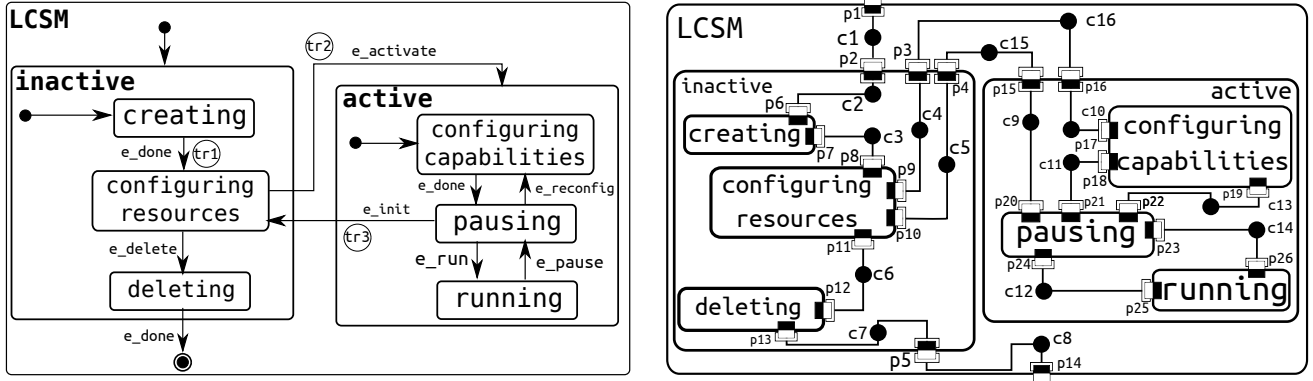 LCSM
inactive
creating
e_done
tr1
configuring
resources
e_delete
deleting
e_done
tr2
e_activate
e_init
tr3
active
configuring
capabilities
e_done
e_reconfig
pausing
e_run
e_pause
running
LCSM
p1
c1
p2
p3
c16
c15
p4
inactive
p6
c2
creating
p7
c3
c4
c5
p8
configuring
resources
p9
p10
p11
c6
deleting
p12
p13
c7
p5
p15
p16
active
c9
c10
p17
configuring
capabilities
c11
p18
p19
c13
p20
p21
p22
pausing
p23
c14
p24
p26
c12
running
p25
c8
p14